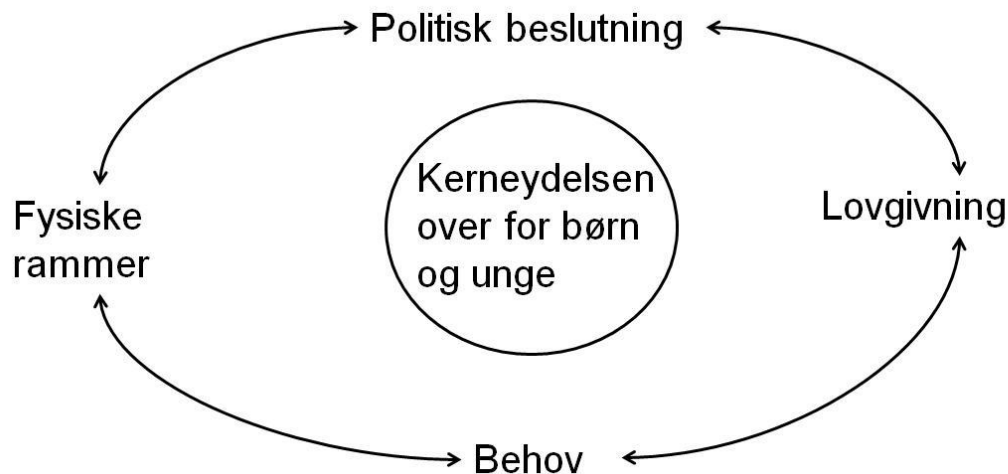 Politisk beslutning
Kerneydelsen
over for børn
og unge
Fysiske
rammer
Lovgivning
Behov